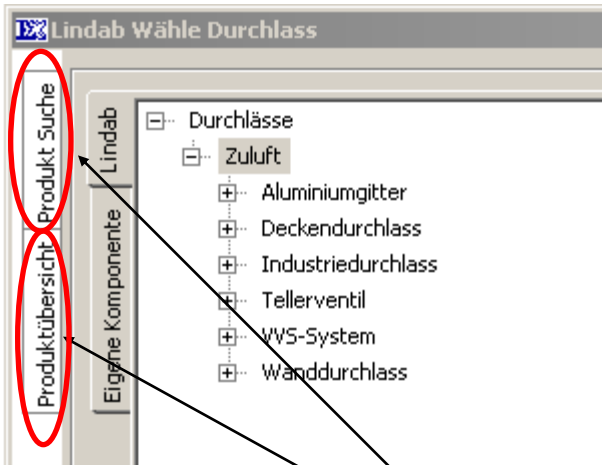 Lindab Wähle Durchlass
Produkt Suche
Produktübersicht
Lindab
Eigene Komponente
Durchlässe
Zuluft
Aluminiumgitter
Deckendurchlass
Industriedurchlass
Tellerventil
VVS-System
Wanddurchlass